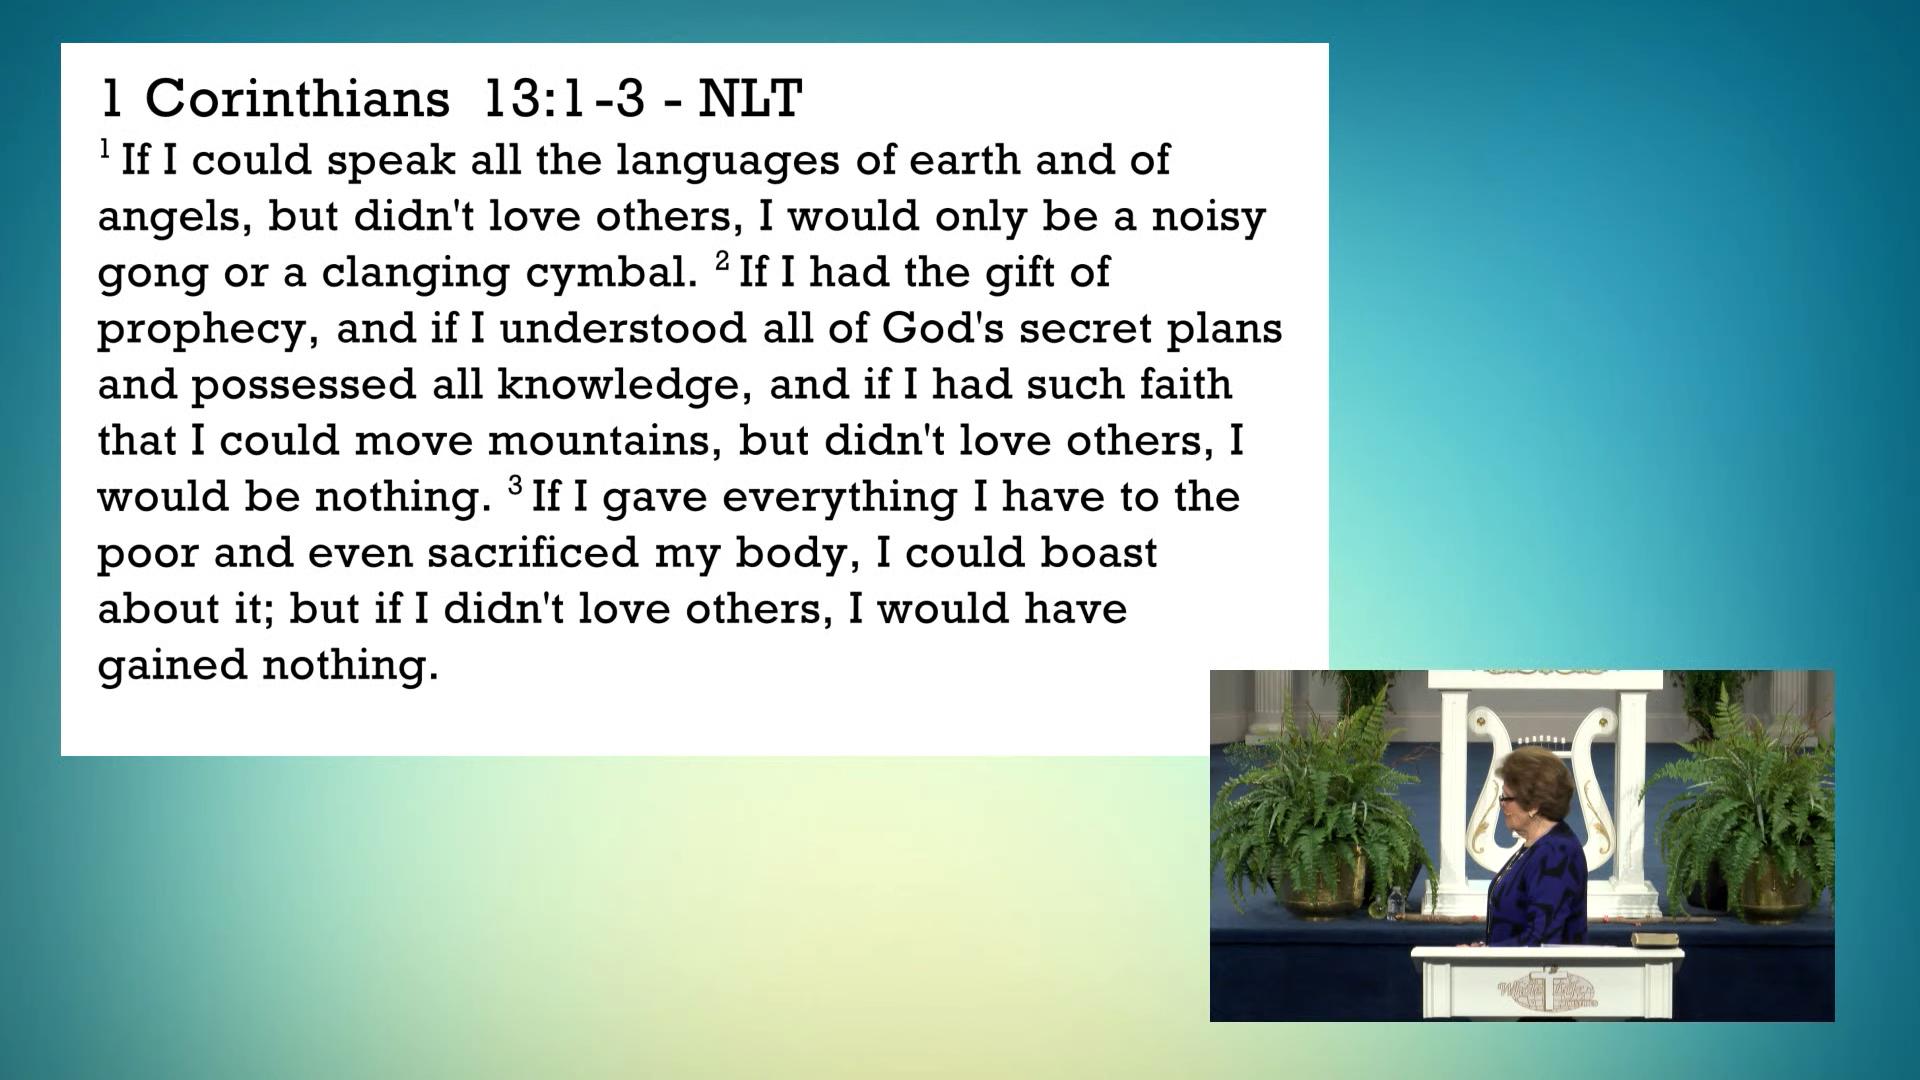 1 Corinthians 13:1-3 - NLT
1 If I could speak all the languages of earth and of
angels, but didn't love others, I would only be a noisy
gong or a clanging cymbal. 2 If I had the gift of
prophecy, and if I understood all of God's secret plans
and possessed all knowledge, and if I had such faith
that I could move mountains, but didn't love others, I
would be nothing. 3 If I gave everything I have to the
poor and even sacrificed my body, I could boast
about it; but if I didn't love others, I would have
gained nothing.